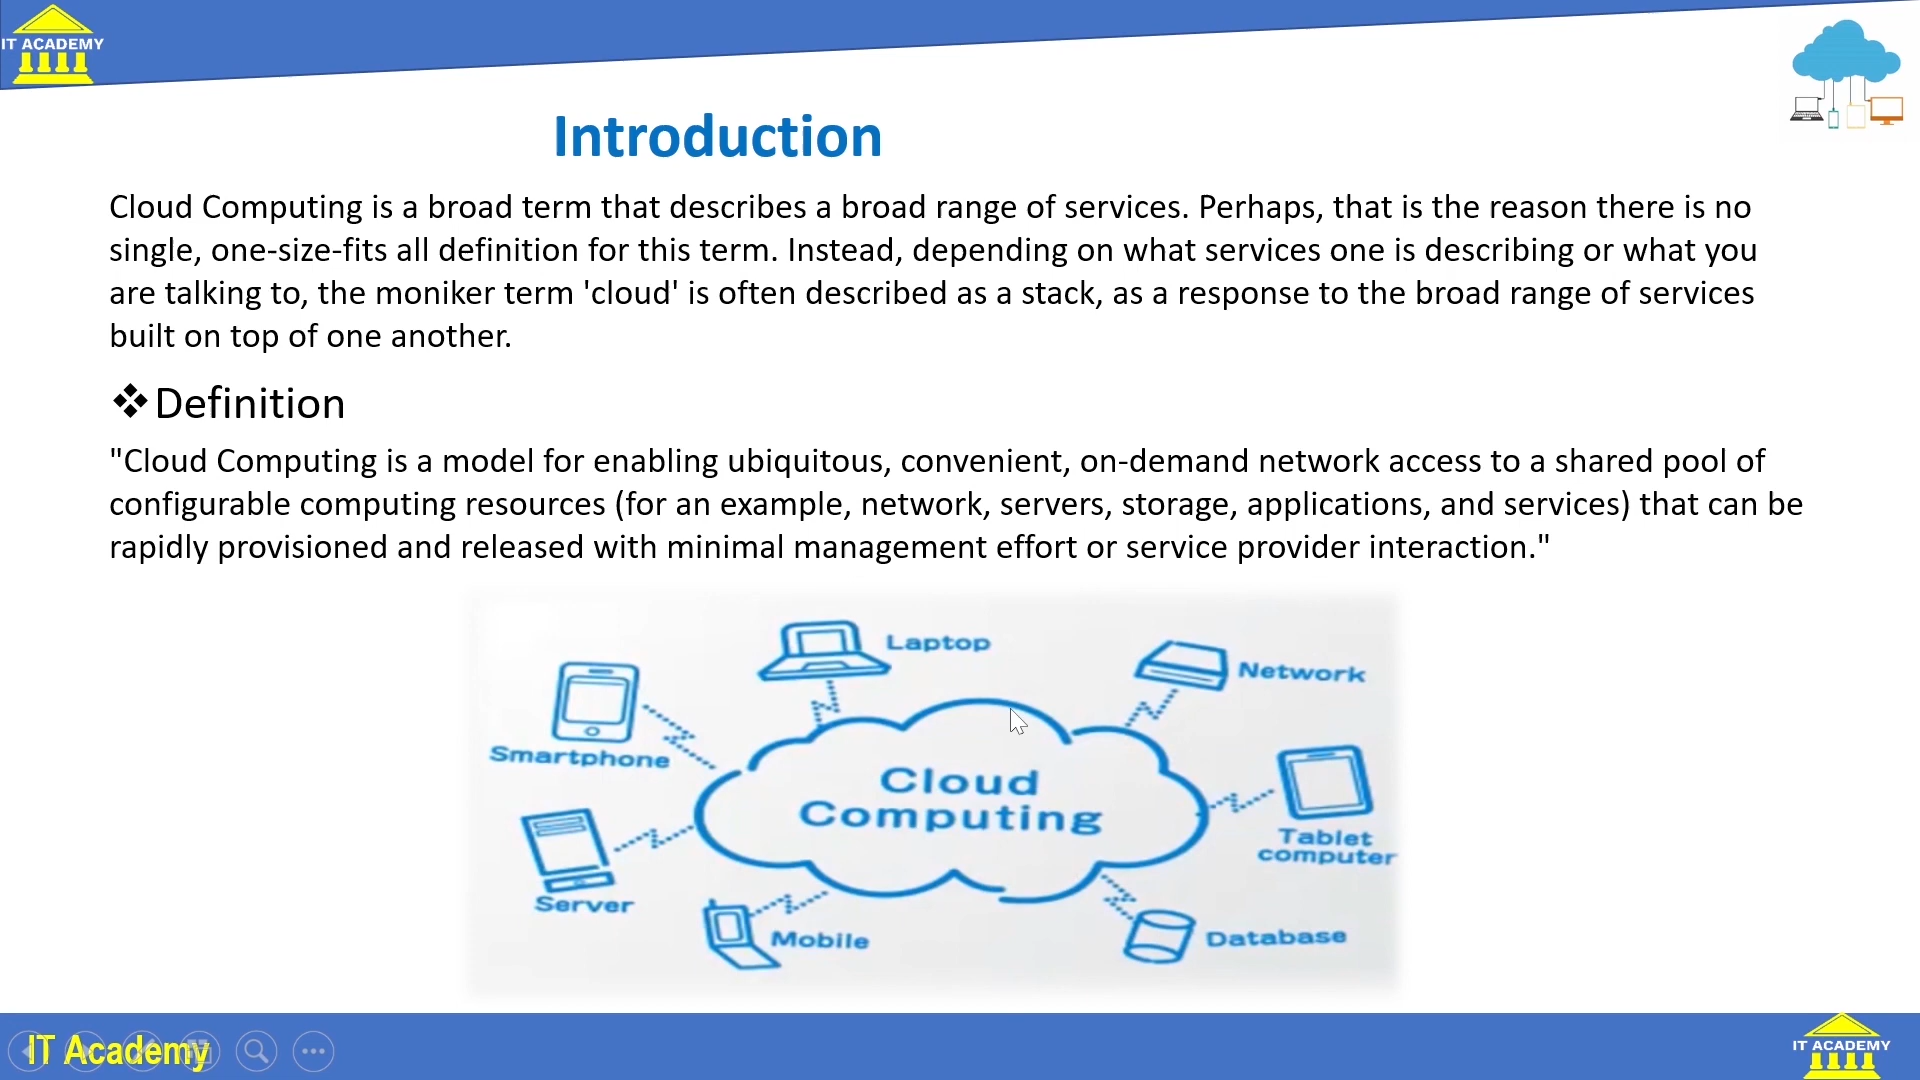 IT ACADEMY
Introduction
Cloud Computing is a broad term that describes a broad range of services. Perhaps, that is the reason there is no
single, one-size-fits all definition for this term. Instead, depending on what services one is describing or what you
are talking to, the moniker term 'cloud' is often described as a stack, as a response to the broad range of services
built on top of one another.
❖Definition
"Cloud Computing is a model for enabling ubiquitous, convenient, on-demand network access to a shared pool of
configurable computing resources (for an example, network, servers, storage, applications, and services) that can be
rapidly provisioned and released with minimal management effort or service provider interaction."
Laptop
Network
Smartphone
Cloud
Computing
Tablet
computer
Server
Mobile
Database
IT Academy
IT ACADEMY